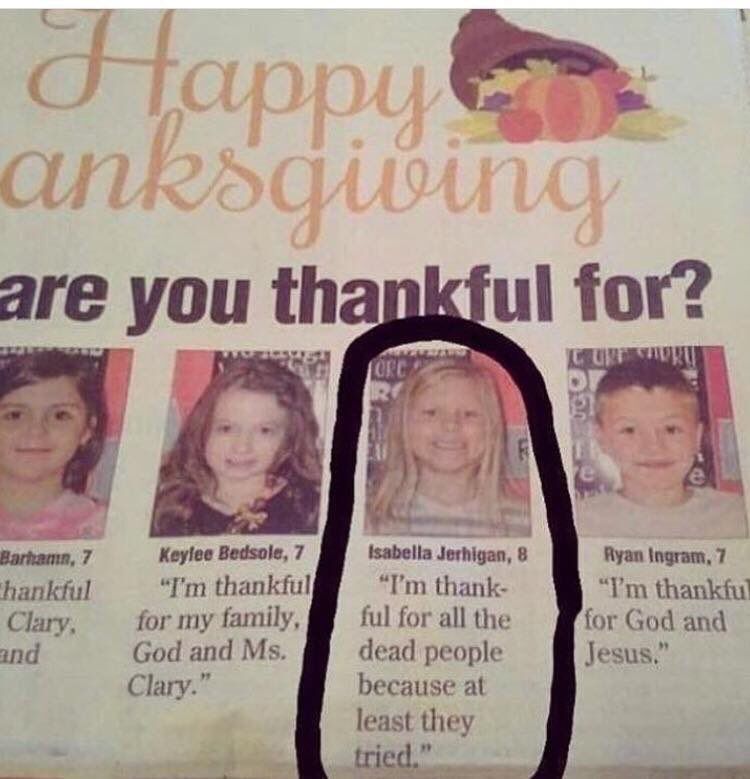 Happy
anksgiving
are you thankful for?
Barhamn, 7
thankful
Clary,
and
Keylee Bedsole, 7
"I'm thankful
for my family,
God and Ms.
Clary."
Isabella Jerhigan, 8
"I'm thank-
ful for all the
dead people
because at
least they
tried."
Ryan Ingram, 7
"I'm thankful
for God and
Jesus."